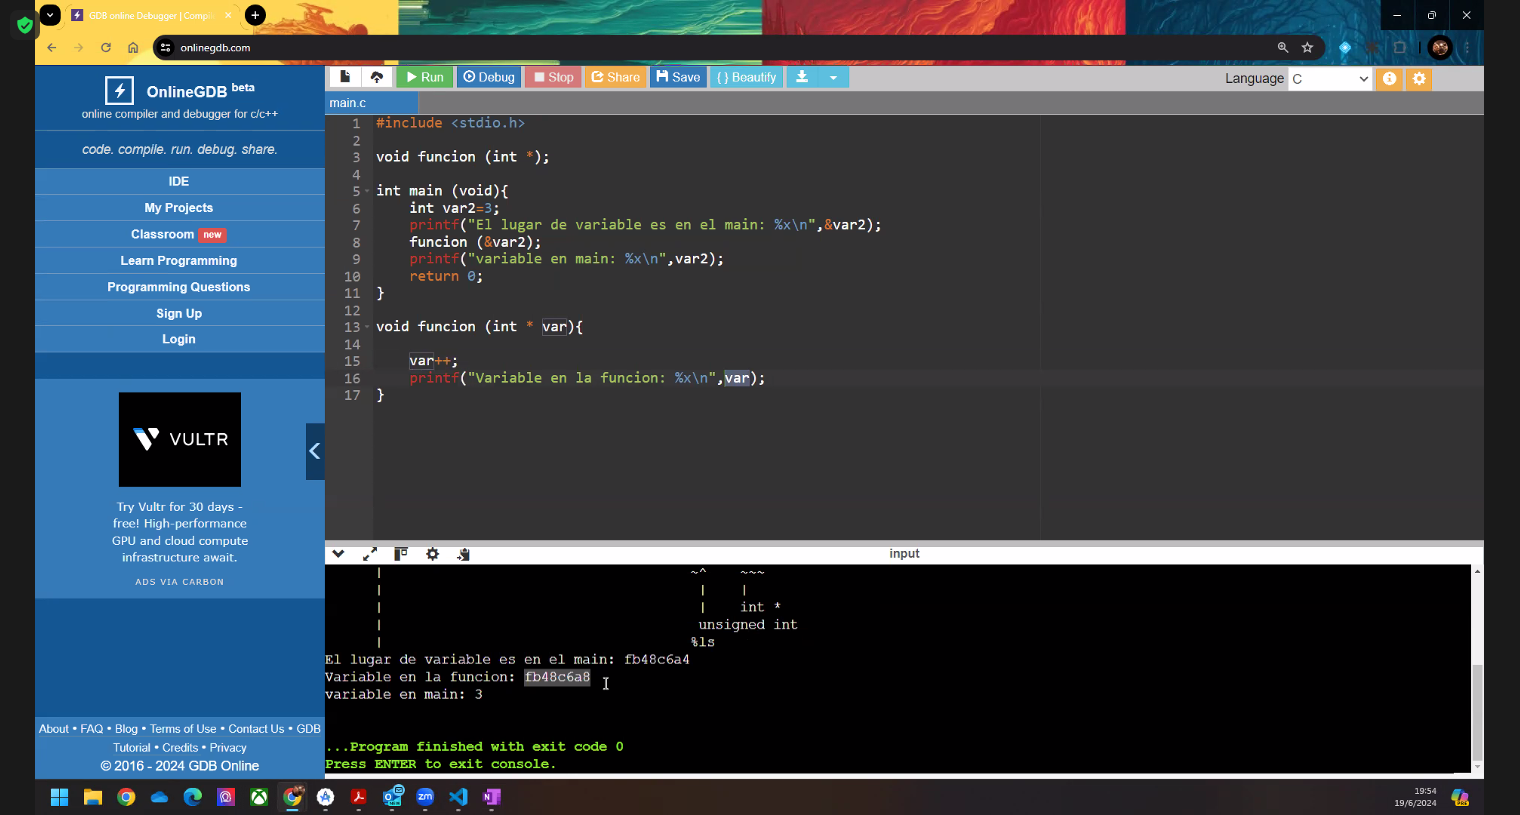 GDB online Debugger | Compil
onlinegdb.com
OnlineGDB beta
online compiler and debugger for c/c++
code. compile. run. debug. share.
IDE
My Projects
Classroom new
Learn Programming
Programming Questions
Sign Up
Login
VULTR
Try Vultr for 30 days -
free! High-performance
GPU and cloud compute
infrastructure await.
ADS VIA CARBON
About • FAQ • Blog • Terms of Use • Contact Us • GDB
Tutorial • Credits • Privacy
© 2016 - 2024 GDB Online
Run Debug Stop Share Save { } Beautify Language C
main.c
1 #include <stdio.h>
2
3 void funcion (int *);
4
5 int main (void){
6 int var2=3;
7 printf("El lugar de variable es en el main: %x\n",&var2);
8 funcion (&var2);
9 printf("variable en main: %x\n",var2);
10 return 0;
11 }
12
13 void funcion (int * var){
14
15 var++;
16 printf("Variable en la funcion: %x\n",var);
17 }
input
| ~^ ~~~
| | |
| | int *
| unsigned int
| %ls
El lugar de variable es en el main: fb48c6a4
Variable en la funcion: fb48c6a8
variable en main: 3
...Program finished with exit code 0
Press ENTER to exit console.
19:54
19/6/2024